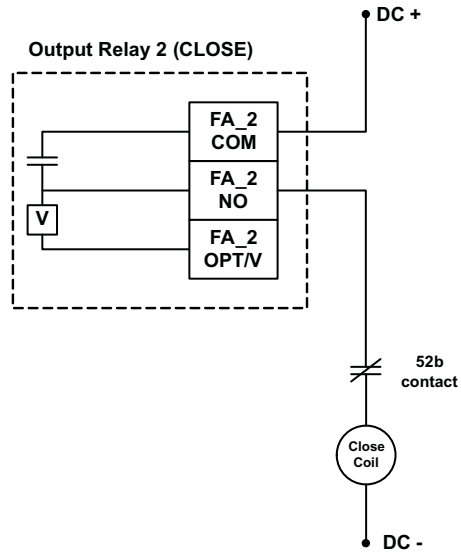 DC +
Output Relay 2 (CLOSE)
FA_2
COM
FA_2
NO
V
FA_2
OPT/V
52b
contact
Close
Coil
DC -